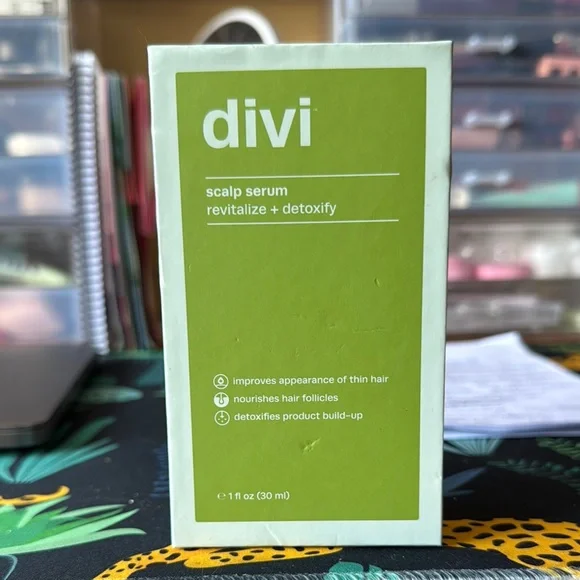 divi
scalp serum
revitalize + detoxify
improves appearance of thin hair
nourishes hair follicles
detoxifies product build-up
℮ 1 fl oz (30 ml)